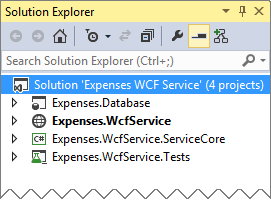 Solution Explorer
Search Solution Explorer (Ctrl+;)
Solution 'Expenses WCF Service' (4 projects)
Expenses.Database
Expenses.WcfService
C# Expenses.WcfService.ServiceCore
Expenses.WcfService.Tests